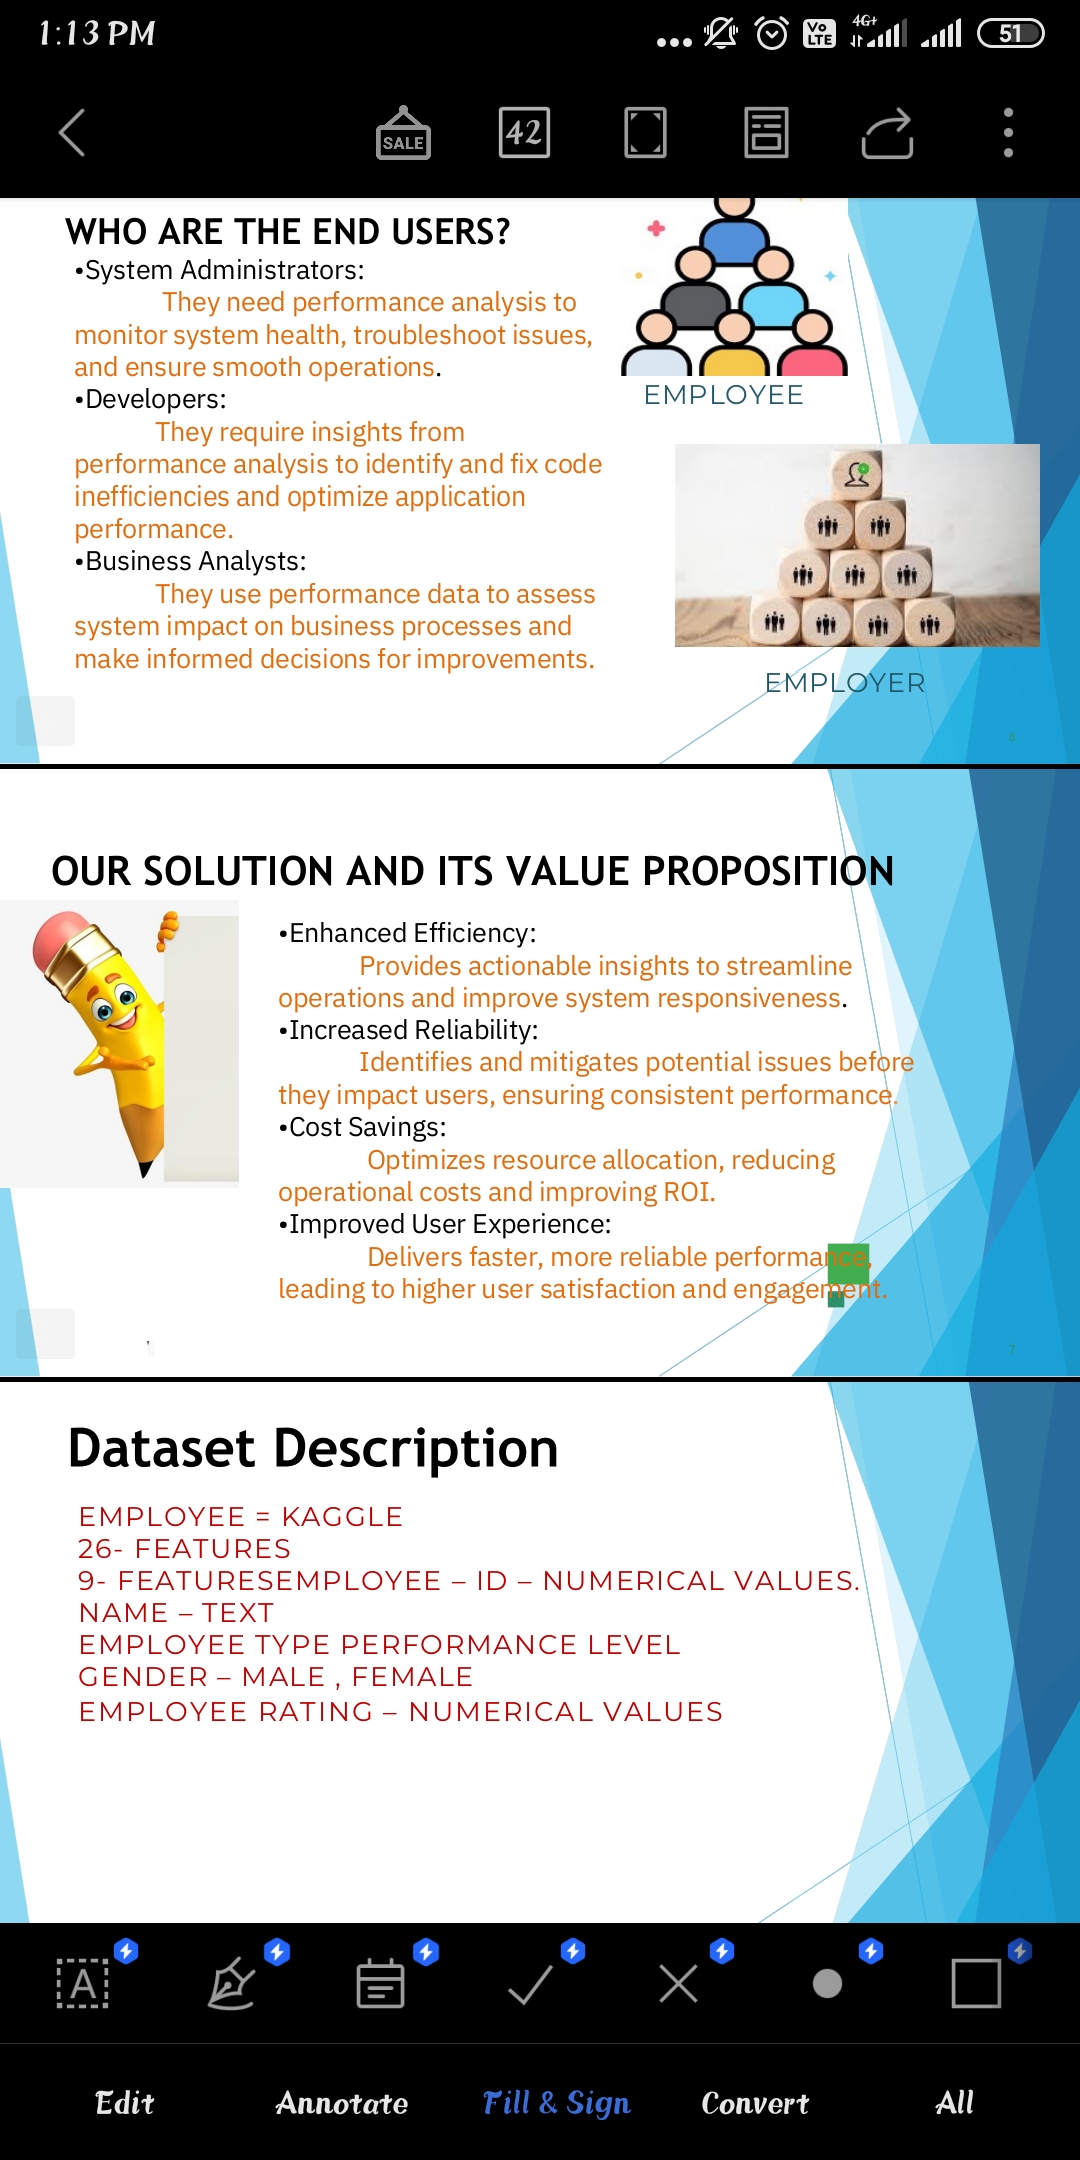 1:13 PM
Vo LTE
4G+
51
SALE
42
WHO ARE THE END USERS?
•System Administrators:
They need performance analysis to
monitor system health, troubleshoot issues,
and ensure smooth operations.
•Developers:
They require insights from
performance analysis to identify and fix code
inefficiencies and optimize application
performance.
•Business Analysts:
They use performance data to assess
system impact on business processes and
make informed decisions for improvements.
EMPLOYEE
EMPLOYER
6
OUR SOLUTION AND ITS VALUE PROPOSITION
•Enhanced Efficiency:
Provides actionable insights to streamline
operations and improve system responsiveness.
•Increased Reliability:
Identifies and mitigates potential issues before
they impact users, ensuring consistent performance.
•Cost Savings:
Optimizes resource allocation, reducing
operational costs and improving ROI.
•Improved User Experience:
Delivers faster, more reliable performance,
leading to higher user satisfaction and engagement.
7
Dataset Description
EMPLOYEE = KAGGLE
26- FEATURES
9- FEATURESEMPLOYEE – ID – NUMERICAL VALUES.
NAME – TEXT
EMPLOYEE TYPE PERFORMANCE LEVEL
GENDER – MALE , FEMALE
EMPLOYEE RATING – NUMERICAL VALUES
A
Edit
Annotate
Fill & Sign
Convert
All